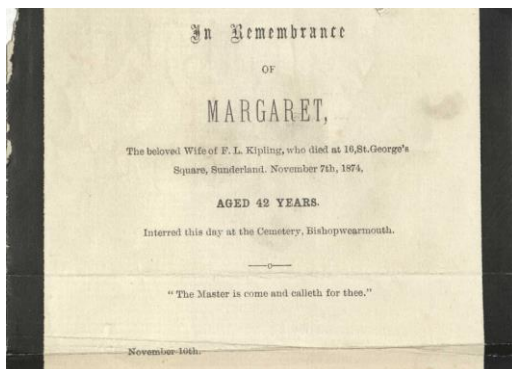 In Remembrance
OF
MARGARET,
The beloved Wife of F. L. Kipling, who died at 16,St.George's
Square, Sunderland. November 7th, 1874,
AGED 42 YEARS.
Interred this day at the Cemetery, Bishopwearmouth.
"The Master is come and calleth for thee."
November 10th.